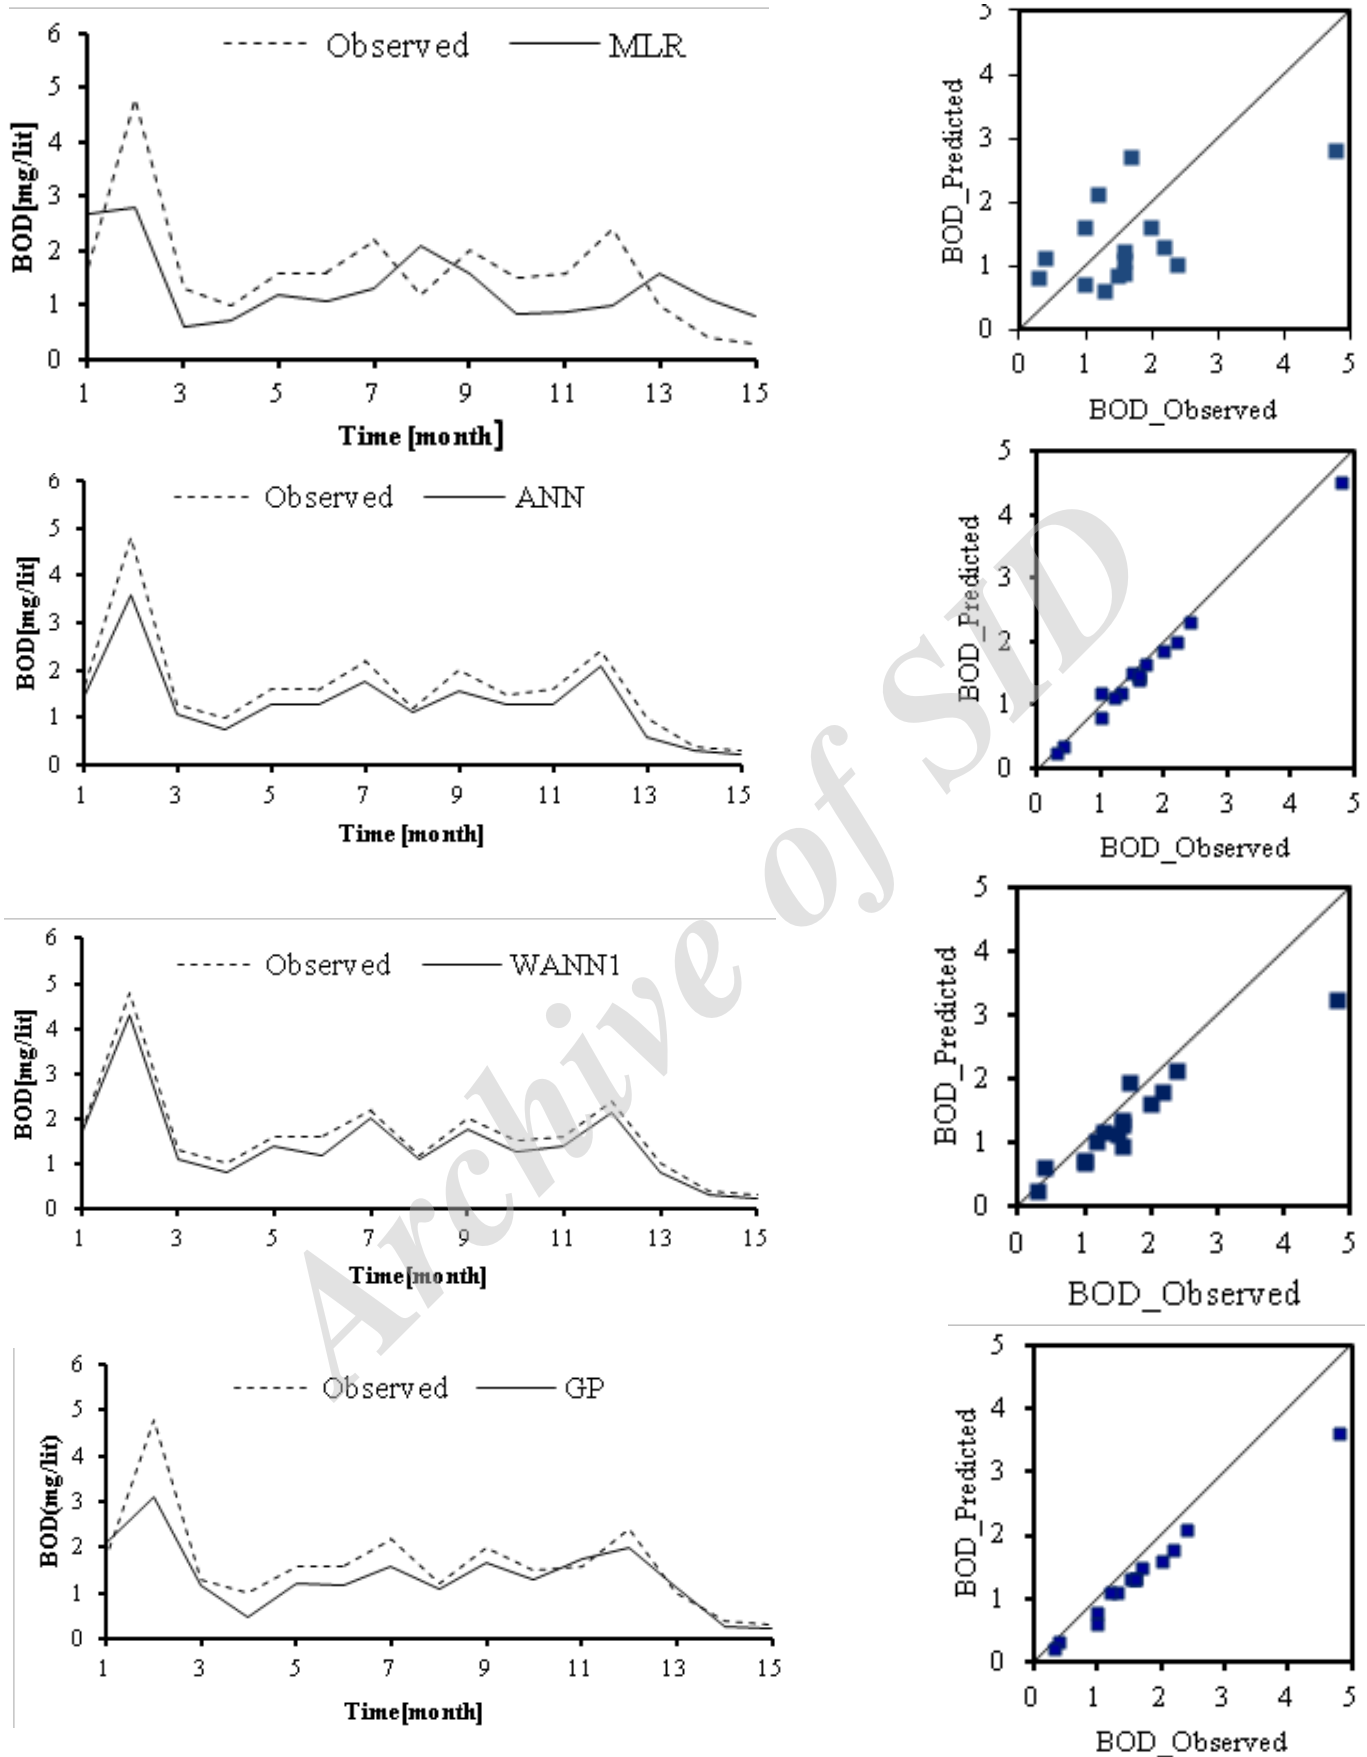 Observed MLR
6
5
4
3
2
1
0
BOD[mg/lit]
1 3 5 7 9 11 13 15
Time [month]
5
4
3
2
1
0
BOD_Predicted
0 1 2 3 4 5
BOD_Observed
Observed ANN
6
5
4
3
2
1
0
BOD[mg/lit]
1 3 5 7 9 11 13 15
Time [month]
5
4
3
2
1
0
BOD_Predicted
0 1 2 3 4 5
BOD_Observed
Observed WANN1
6
5
4
3
2
1
0
BOD[mg/lit]
1 3 5 7 9 11 13 15
Time[month]
5
4
3
2
1
0
BOD_Predicted
0 1 2 3 4 5
BOD_Observed
Observed GP
6
5
4
3
2
1
0
BOD(mg/lit)
1 3 5 7 9 11 13 15
Time[month]
5
4
3
2
1
0
BOD_Predicted
0 1 2 3 4 5
BOD_Observed
Archive of SID